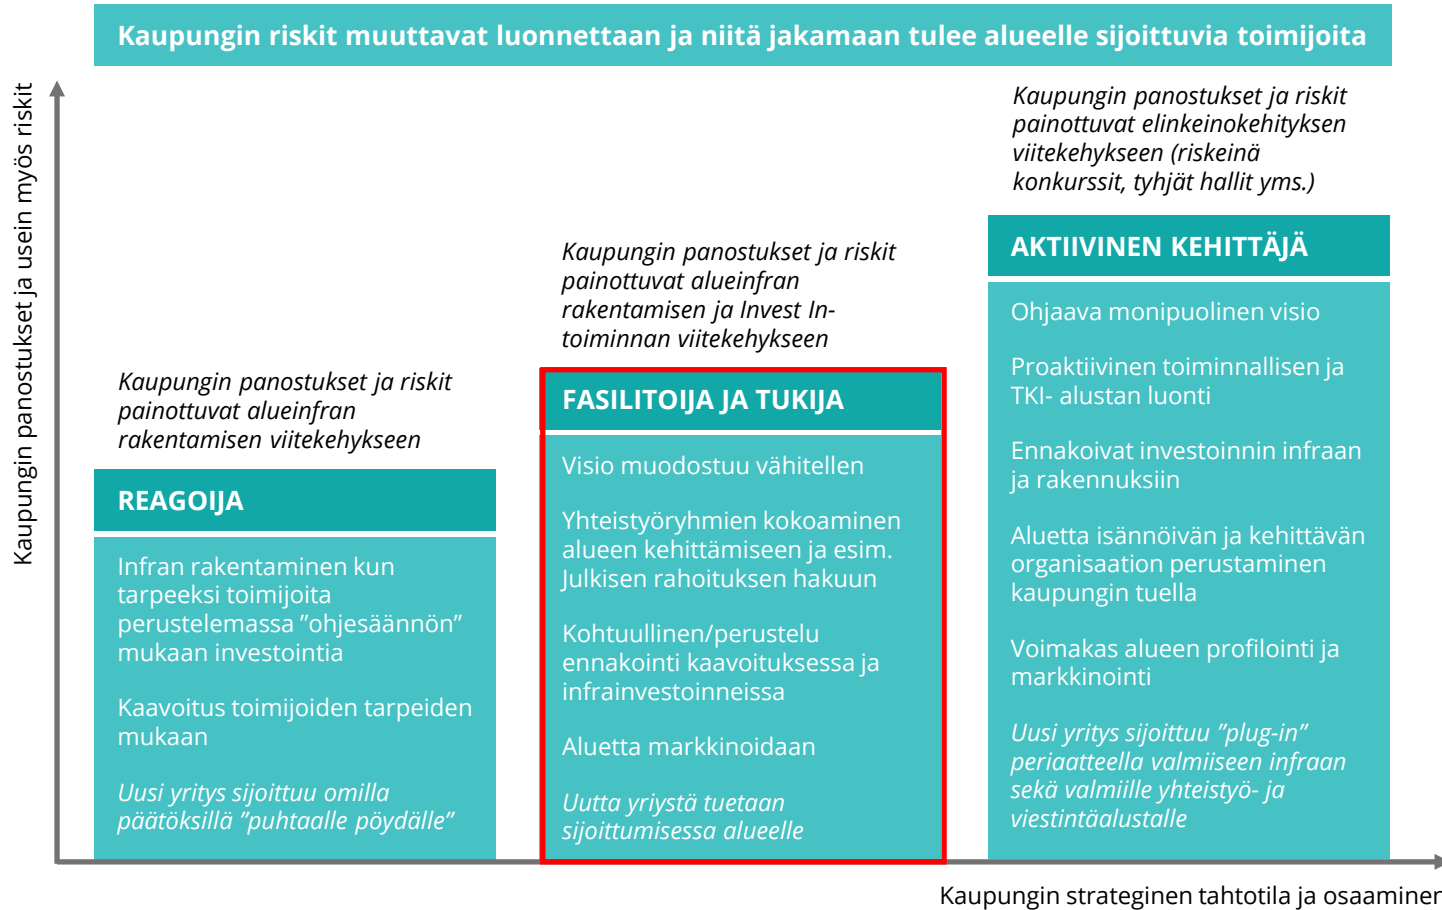 Kaupungin riskit muuttavat luonnettaan ja niitä jakamaan tulee alueelle sijoittuvia toimijoita
Kaupungin panostukset ja usein myös riskit
Kaupungin panostukset ja riskit
painottuvat alueinfran
rakentamisen viitekehykseen
REAGOIJA
Infran rakentaminen kun
tarpeeksi toimijoita
perustelemassa ”ohjesäännön”
mukaan investointia
Kaavoitus toimijoiden tarpeiden
mukaan
Uusi yritys sijoittuu omilla
päätöksillä ”puhtaalle pöydälle”
Kaupungin panostukset ja riskit
painottuvat alueinfran
rakentamisen ja Invest In-
toiminnan viitekehykseen
FASILITOIJA JA TUKIJA
Visio muodostuu vähitellen
Yhteistyöryhmien kokoaminen
alueen kehittämiseen ja esim.
Julkisen rahoituksen hakuun
Kohtuullinen/perustelu
ennakointi kaavoituksessa ja
infrainvestoinneissa
Aluetta markkinoidaan
Uutta yriystä tuetaan
sijoittumisessa alueelle
Kaupungin panostukset ja riskit
painottuvat elinkeinokehityksen
viitekehykseen (riskeinä
konkurssit, tyhjät hallit yms.)
AKTIIVINEN KEHITTÄJÄ
Ohjaava monipuolinen visio
Proaktiivinen toiminnallisen ja
TKI- alustan luonti
Ennakoivat investoinnin infraan
ja rakennuksiin
Aluetta isännöivän ja kehittävän
organisaation perustaminen
kaupungin tuella
Voimakas alueen profilointi ja
markkinointi
Uusi yritys sijoittuu ”plug-in”
periaatteella valmiiseen infraan
sekä valmiille yhteistyö- ja
viestintäalustalle
Kaupungin strateginen tahtotila ja osaaminen